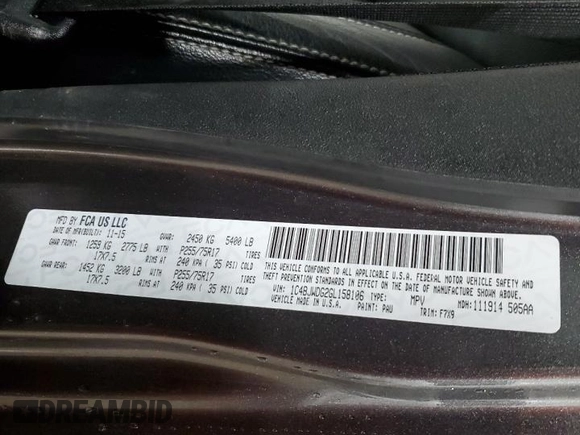 MFD BY FCA US LLC
DATE OF MFR(BUILT): 11-15 GVWR: 2450 KG 5400 LB
GAWR FRONT: 1259 KG 2775 LB WITH P255/75R17 TIRES
17X7.5 RIMS AT 240 KPA ( 35 PSI) COLD
GAWR REAR: 1452 KG 3200 LB WITH P255/75R17 TIRES
17X7.5 RIMS AT 240 KPA ( 35 PSI) COLD
THIS VEHICLE CONFORMS TO ALL APPLICABLE U.S.A. FEDERAL MOTOR VEHICLE SAFETY AND
THEFT PREVENTION STANDARDS IN EFFECT ON THE DATE OF MANUFACTURE SHOWN ABOVE
VIN: 1C4BJWDG2GL158106 TYPE: MPV MDH: 111914 505AA
VEHICLE MADE IN U.S.A. PAINT: PAU TRIM: F7X9
DREAMBID